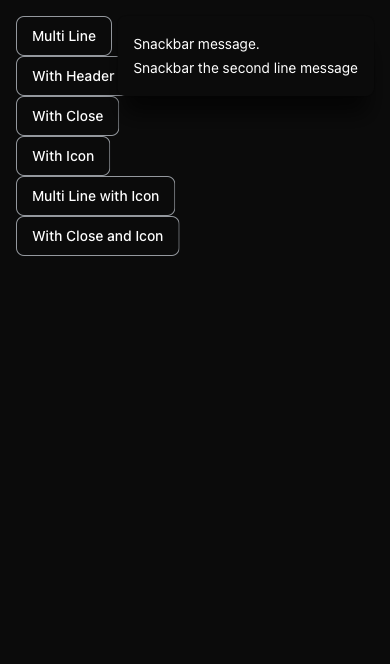 Multi Line
With Header
With Close
With Icon
Multi Line with Icon
With Close and Icon
Snackbar message.
Snackbar the second line message